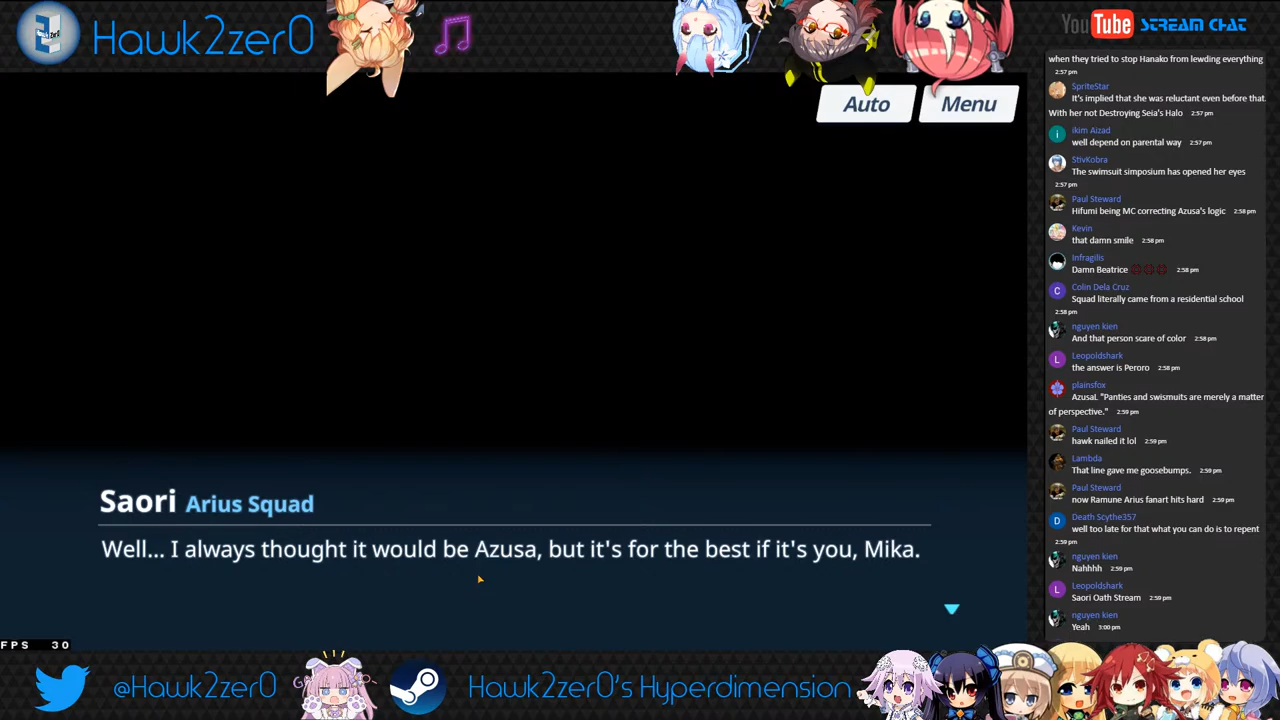 Hawk2zer0
YouTube STREAM CHAT
Auto
Menu
when they tried to stop Hanako from lewding everything
2:57 pm
SpriteStar
It's implied that she was reluctant even before that.
With her not Destroying Seia's Halo 2:57 pm
ikim Aizad
well depend on parental way 2:57 pm
StivKobra
The swimsuit simposium has opened her eyes
2:57 pm
Paul Steward
Hifumi being MC correcting Azusa's logic 2:58 pm
Kevin
that damn smile 2:58 pm
Infragilis
Damn Beatrice 2:58 pm
Colin Dela Cruz
Squad literally came from a residential school
2:58 pm
nguyen kien
And that person scare of color 2:58 pm
Leopoldshark
the answer is Peroro 2:58 pm
plainsfox
AzusaL "Panties and swismuits are merely a matter
of perspective." 2:59 pm
Paul Steward
hawk nailed it lol 2:59 pm
Lambda
That line gave me goosebumps. 2:59 pm
Paul Steward
now Ramune Arius fanart hits hard 2:59 pm
Death Scythe357
well too late for that what you can do is to repent
2:59 pm
nguyen kien
Nahhhh 2:59 pm
Leopoldshark
Saori Oath Stream 2:59 pm
nguyen kien
Yeah 3:00 pm
Saori Arius Squad
Well... I always thought it would be Azusa, but it's for the best if it's you, Mika.
FPS 30
@Hawk2zer0
Hawk2zer0's Hyperdimension